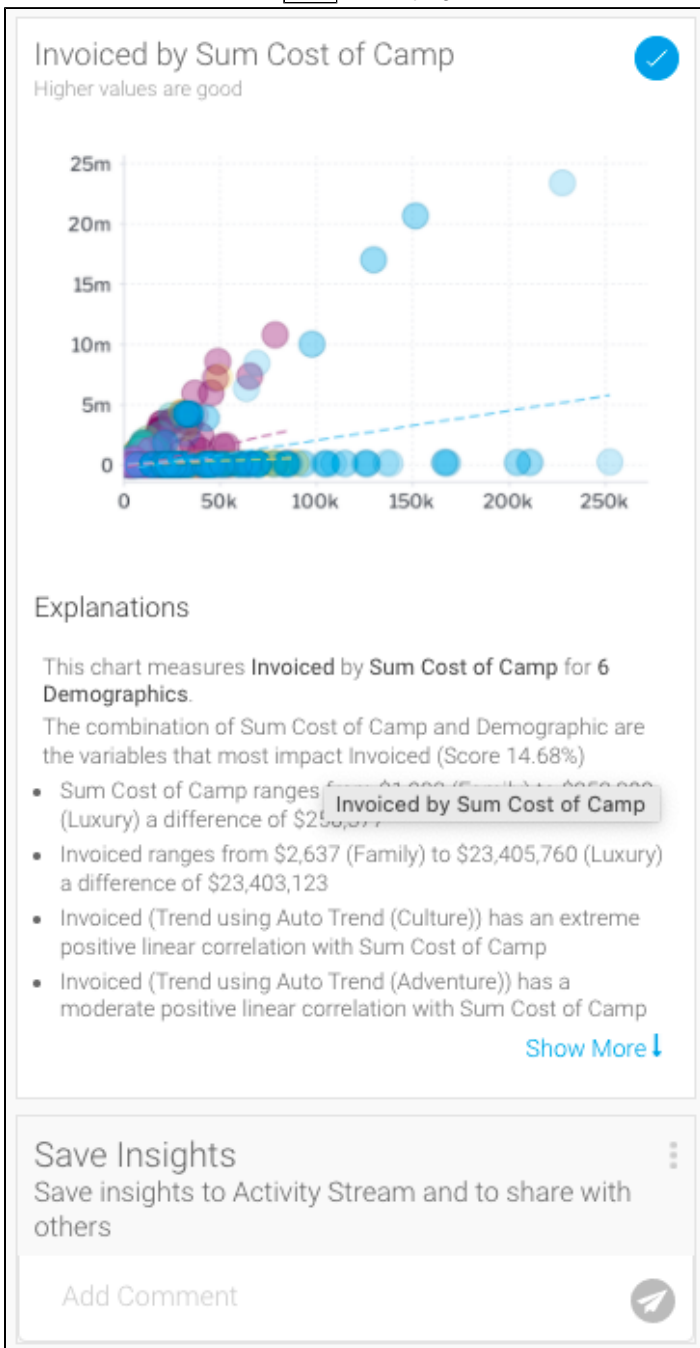 Invoiced by Sum Cost of Camp
Higher values are good
25m
20m
15m
10m
5m
0
0 50k 100k 150k 200k 250k
Explanations
This chart measures Invoiced by Sum Cost of Camp for 6
Demographics.
The combination of Sum Cost of Camp and Demographic are
the variables that most impact Invoiced (Score 14.68%)
• Sum Cost of Camp ranges
Invoiced by Sum Cost of Camp
(Luxury) a difference of
• Invoiced ranges from $2,637 (Family) to $23,405,760 (Luxury)
a difference of $23,403,123
• Invoiced (Trend using Auto Trend (Culture)) has an extreme
positive linear correlation with Sum Cost of Camp
• Invoiced (Trend using Auto Trend (Adventure)) has a
moderate positive linear correlation with Sum Cost of Camp
Show More
Save Insights
Save insights to Activity Stream and to share with
others
Add Comment